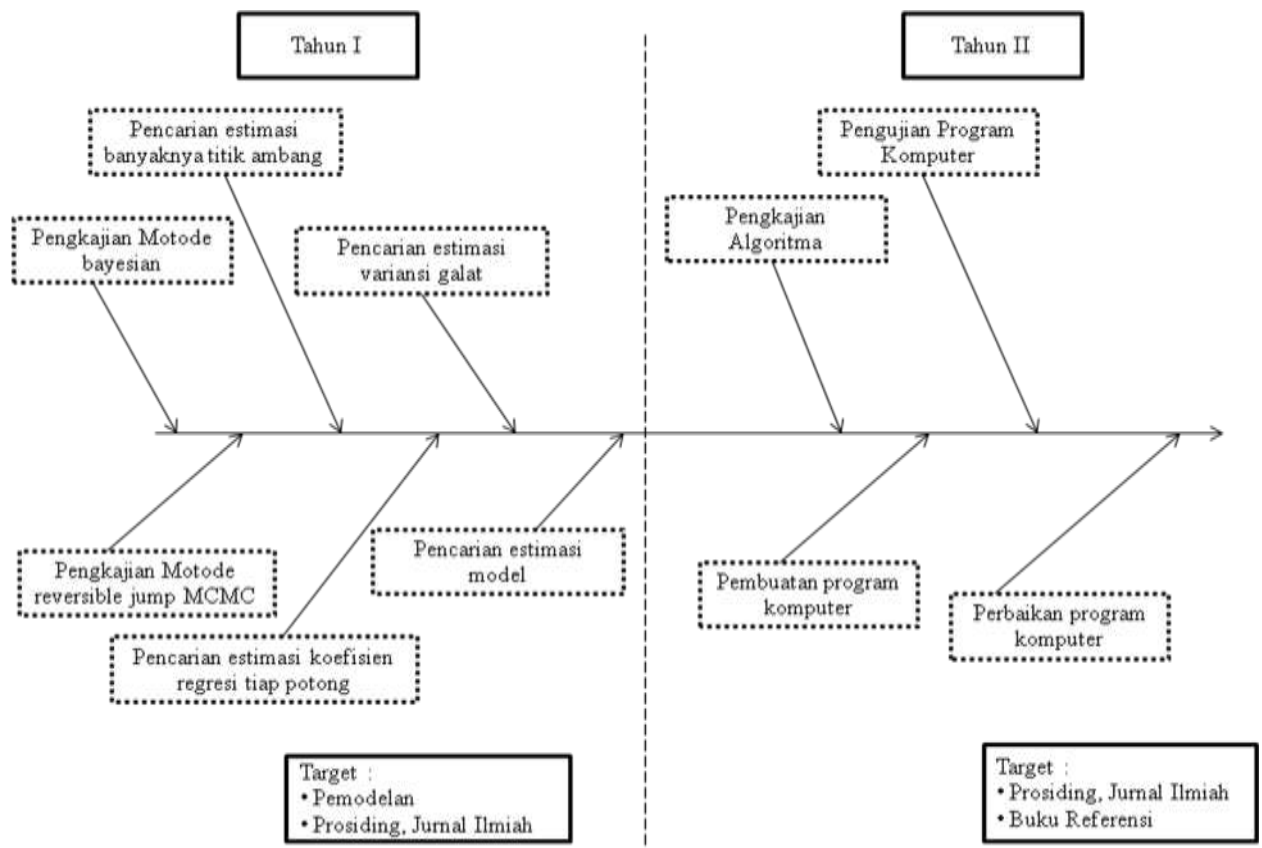 Tahun I
Tahun II
Pencarian estimasi
banyaknya titik ambang
Pengujian Program
Komputer
Pengkajian Motode
bayesian
Pencarian estimasi
variansi galat
Pengkajian
Algoritma
Pengkajian Motode
reversible jump MCMC
Pencarian estimasi
model
Pencarian estimasi koefisien
regresi tiap potong
Pembuatan program
komputer
Perbaikan program
komputer
Target :
• Pemodelan
• Prosiding, Jurnal Ilmiah
Target :
• Prosiding, Jurnal Ilmiah
• Buku Referensi